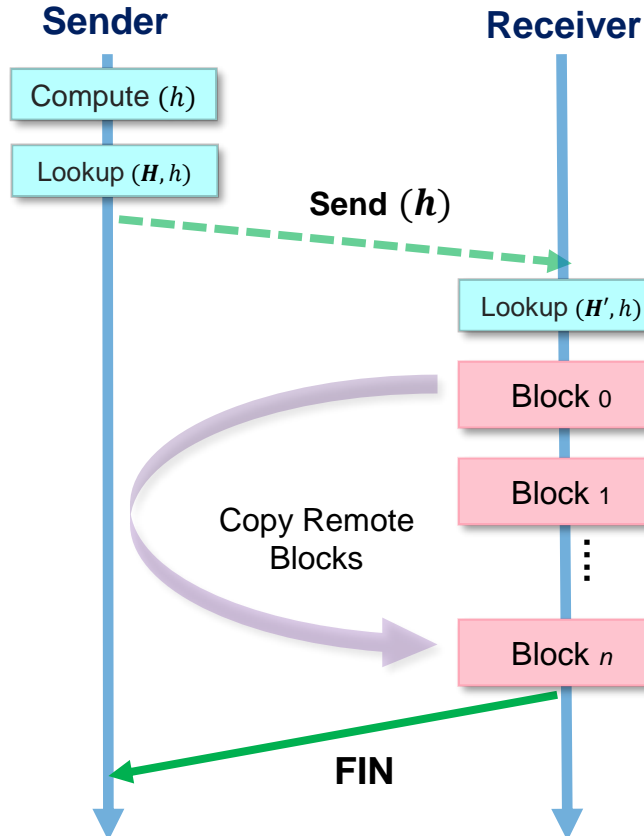 Sender
Receiver
Compute (h)
Lookup (H, h)
Send (h)
Lookup (H', h)
Block 0
Block 1
Copy Remote
Blocks
Block n
FIN